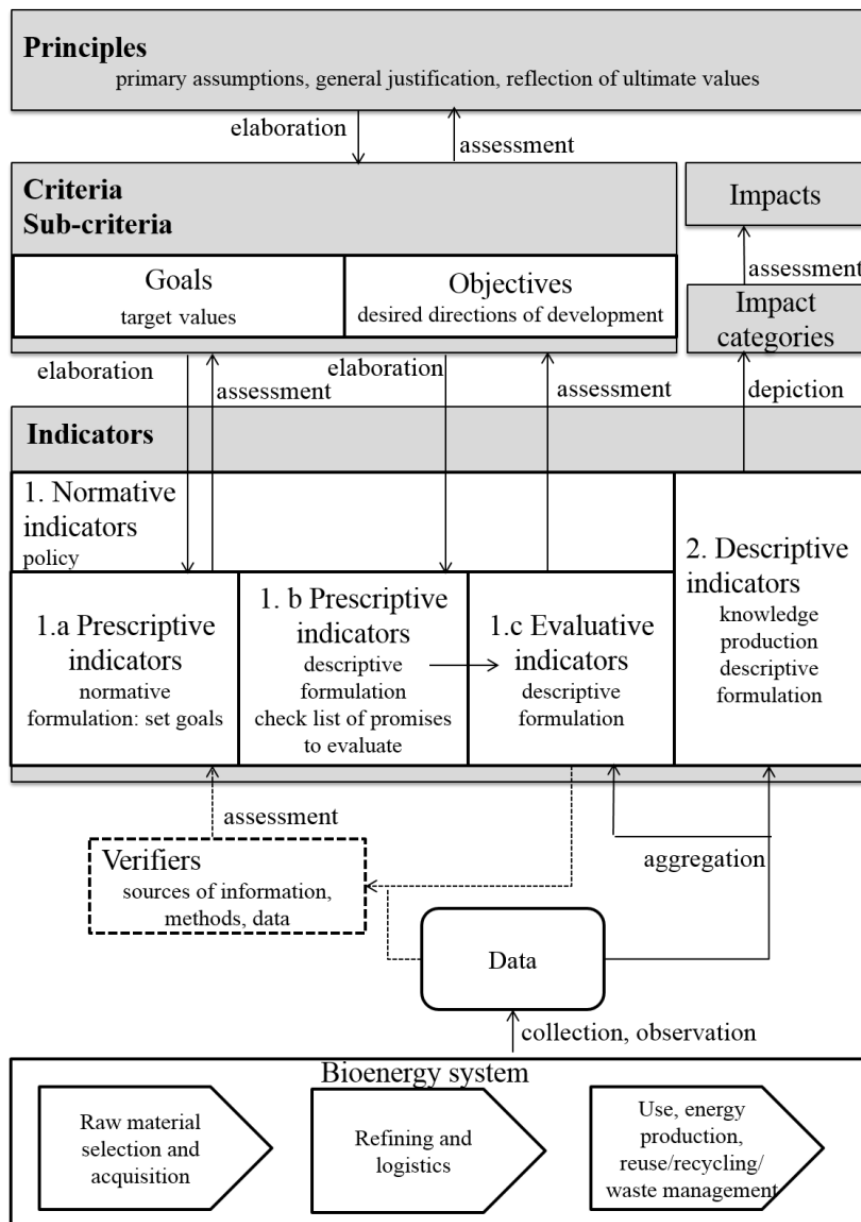 Principles
primary assumptions, general justification, reflection of ultimate values
elaboration
assessment
Criteria
Sub-criteria
Impacts
Goals
target values
Objectives
desired directions of development
assessment
Impact
categories
elaboration
assessment
elaboration
assessment
depiction
Indicators
1. Normative
indicators
policy
1.a Prescriptive
indicators
normative
formulation: set goals
1. b Prescriptive
indicators
descriptive
formulation
check list of promises
to evaluate
1.c Evaluative
indicators
descriptive
formulation
2. Descriptive
indicators
knowledge
production
descriptive
formulation
assessment
Verifiers
sources of information,
methods, data
aggregation
Data
collection, observation
Bioenergy system
Raw material
selection and
acquisition
Refining and
logistics
Use, energy
production,
reuse/recycling/
waste management